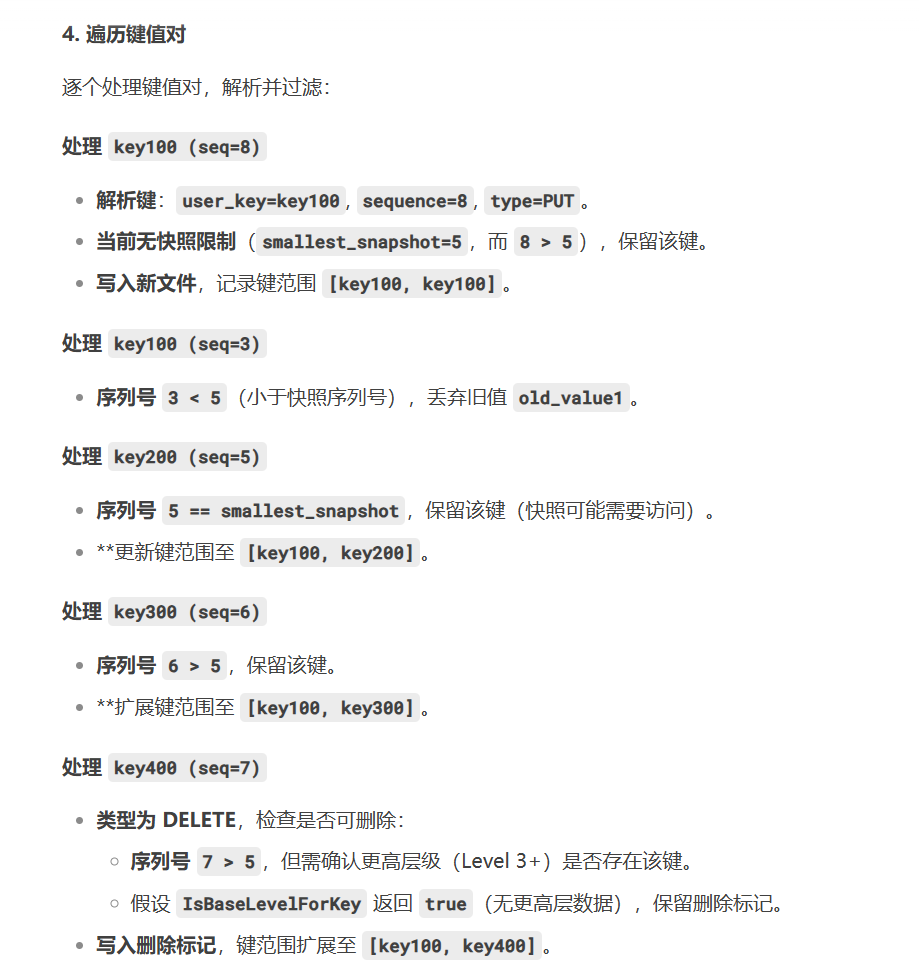 4. 遍历键值对
逐个处理键值对，解析并过滤：
处理 key100 (seq=8)
解析键：user_key=key100, sequence=8, type=PUT。
当前无快照限制（smallest_snapshot=5，而 8 > 5），保留该键。
写入新文件，记录键范围 [key100, key100]。
处理 key100 (seq=3)
序列号 3 < 5（小于快照序列号），丢弃旧值 old_value1。
处理 key200 (seq=5)
序列号 5 == smallest_snapshot，保留该键（快照可能需要访问）。
**更新键范围至 [key100, key200]。
处理 key300 (seq=6)
序列号 6 > 5，保留该键。
**扩展键范围至 [key100, key300]。
处理 key400 (seq=7)
类型为 DELETE，检查是否可删除：
序列号 7 > 5，但需确认更高层级（Level 3+）是否存在该键。
假设 IsBaseLevelForKey 返回 true（无更高层数据），保留删除标记。
写入删除标记，键范围扩展至 [key100, key400]。